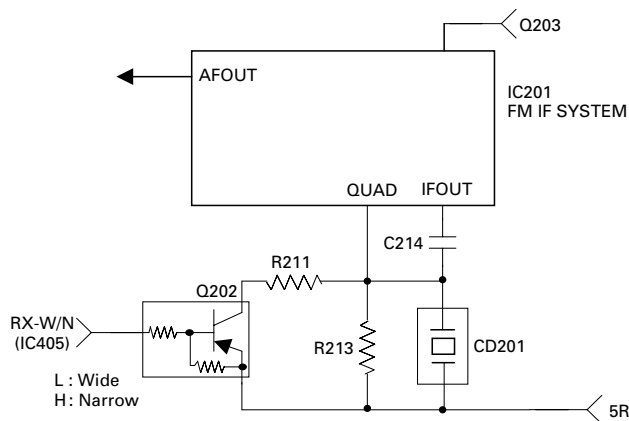 Q203
AFOUT
IC201
FM IF SYSTEM
QUAD
IFOUT
C214
R211
Q202
RX-W/N
(IC405)
R213
CD201
L : Wide
H : Narrow
5R